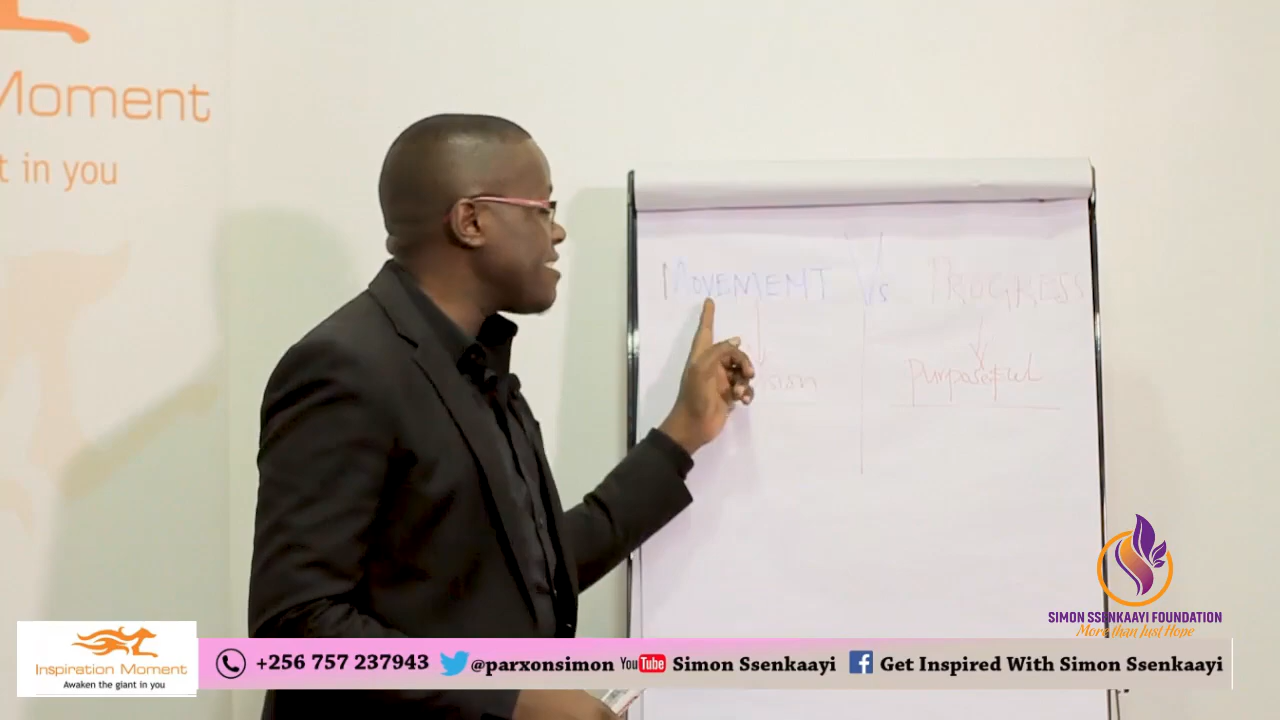 Moment
t in you
MOVEMEMT Vs PROGRESS
Purposeful
SIMON SSENKAAYI FOUNDATION
More than Just Hope
Inspiration Moment
Awaken the giant in you
+256 757 237943 @parxonsimon YouTube Simon Ssenkaayi Get Inspired With Simon Ssenkaayi